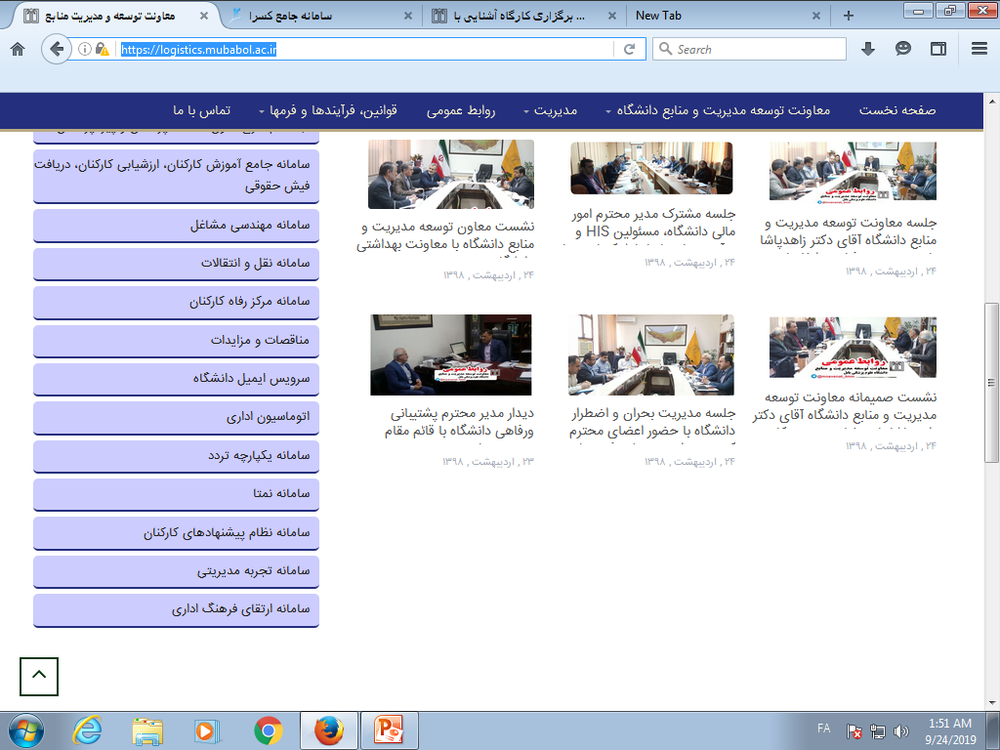 معاونت توسعه و مدیریت منابع
سامانه جامع کسرا
برگزاری کارگاه آشنایی با ...
New Tab
https://logistics.mubabol.ac.ir
Search
صفحه نخست
معاونت توسعه مدیریت و منابع دانشگاه
مدیریت
روابط عمومی
قوانین، فرآیندها و فرمها
تماس با ما
جلسه معاونت توسعه مدیریت و
منابع دانشگاه آقای دکتر زاهدپاشا
۲۴ , اردیبهشت , ۱۳۹۸
جلسه مشترک مدیر محترم امور
مالی دانشگاه، مسئولین HIS و
۲۴ , اردیبهشت , ۱۳۹۸
نشست معاون توسعه مدیریت و
منابع دانشگاه با معاونت بهداشتی
۲۴ , اردیبهشت , ۱۳۹۸
روابط عمومی
معاونت توسعه مدیریت و منابع
دانشگاه علوم پزشکی بابل
نشست صمیمانه معاونت توسعه
مدیریت و منابع دانشگاه آقای دکتر
۲۴ , اردیبهشت , ۱۳۹۸
جلسه مدیریت بحران و اضطرار
دانشگاه با حضور اعضای محترم
۲۴ , اردیبهشت , ۱۳۹۸
دیدار مدیر محترم پشتیبانی
ورفاهی دانشگاه با قائم مقام
۲۳ , اردیبهشت , ۱۳۹۸
سامانه جامع آموزش کارکنان، ارزشیابی کارکنان، دریافت
فیش حقوقی
سامانه مهندسی مشاغل
سامانه نقل و انتقالات
سامانه مرکز رفاه کارکنان
مناقصات و مزایدات
سرویس ایمیل دانشگاه
اتوماسیون اداری
سامانه یکپارچه تردد
سامانه نمتا
سامانه نظام پیشنهادهای کارکنان
سامانه تجربه مدیریتی
سامانه ارتقای فرهنگ اداری
FA
1:51 AM
9/24/2019